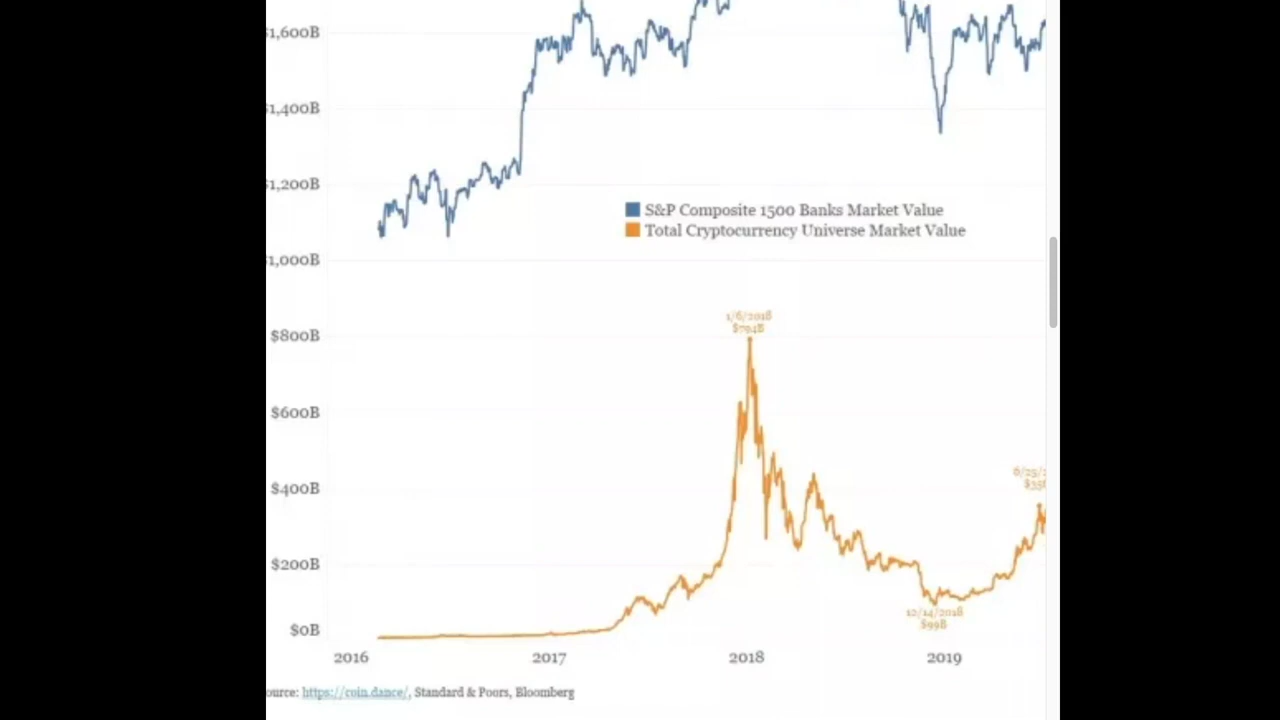 $1,600B
$1,400B
$1,200B
S&P Composite 1500 Banks Market Value
Total Cryptocurrency Universe Market Value
$1,000B
1/6/2018
$794B
$800B
$600B
$400B
$200B
12/14/2018
$99B
$0B
2016 2017 2018 2019
ource: https://coin.dance/, Standard & Poors, Bloomberg